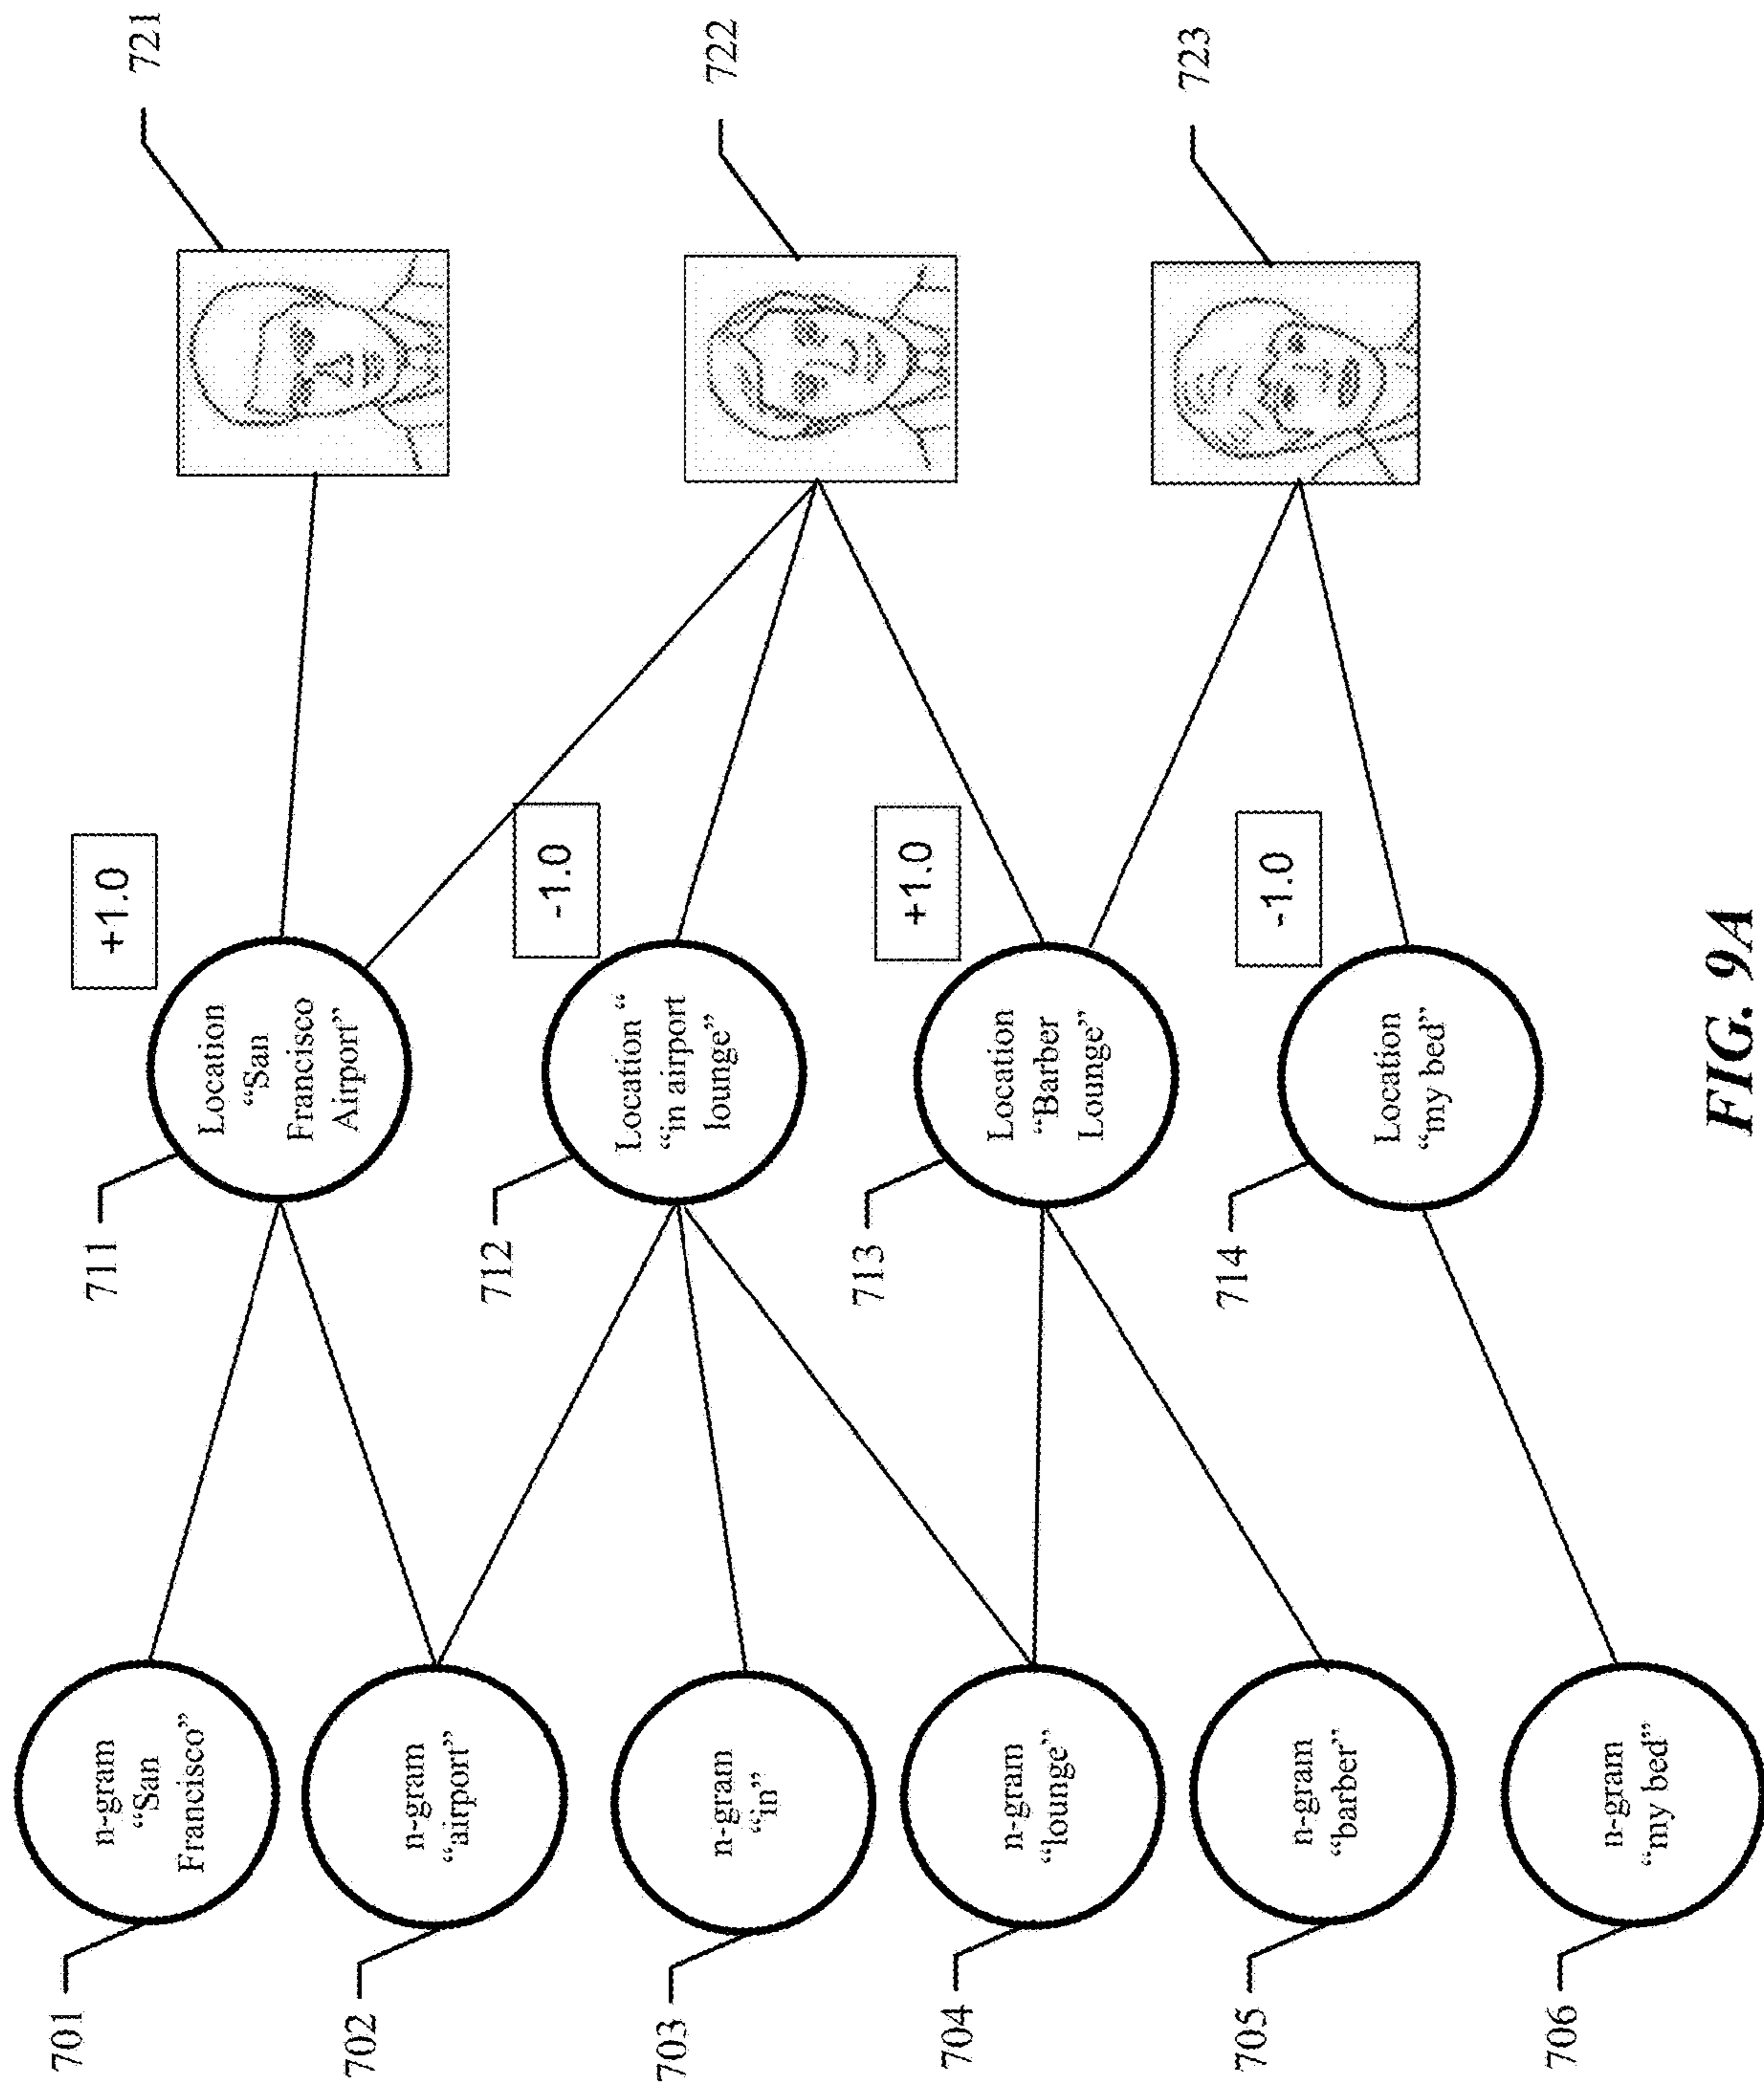 701
n-gram
“San
Francisco”
702
n-gram
“airport”
703
n-gram
“in”
704
n-gram
“lounge”
705
n-gram
“barber”
706
n-gram
“my bed”
711
Location
“San
Francisco
Airport”
+1.0
712
Location “
“in airport
lounge”
-1.0
713
Location
“Barber
Lounge”
+1.0
714
Location
“my bed”
-1.0
721
722
723
FIG. 9A